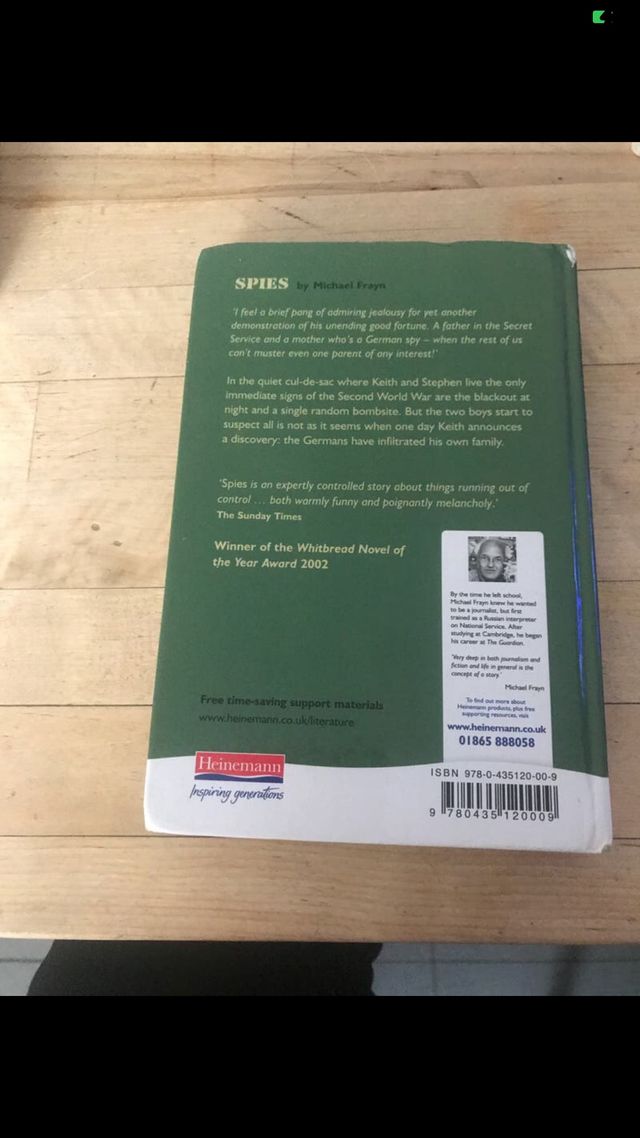 SPIES by Michael Frayn
'I feel a brief pang of admiring jealousy for yet another
demonstration of his unending good fortune. A father in the Secret
Service and a mother who's a German spy – when the rest of us
can't muster even one parent of any interest!'
In the quiet cul-de-sac where Keith and Stephen live the only
immediate signs of the Second World War are the blackout at
night and a single random bombsite. But the two boys start to
suspect all is not as it seems when one day Keith announces
a discovery: the Germans have infiltrated his own family.
'Spies is an expertly controlled story about things running out of
control ... both warmly funny and poignantly melancholy.'
The Sunday Times
Winner of the Whitbread Novel of
the Year Award 2002
By the time he left school,
Michael Frayn knew he wanted
to be a journalist, but first
trained as a Russian interpreter
on National Service. After
studying at Cambridge, he began
his career at The Guardian.
'Very deep in both journalism and
fiction and life in general is the
concept of a story.'
Michael Frayn
To find out more about
Heinemann products, plus free
supporting resources, visit
www.heinemann.co.uk
01865 888058
Free time-saving support materials
www.heinemann.co.uk/literature
Heinemann
Inspiring generations
ISBN 978-0-435120-00-9
9 780435 120009